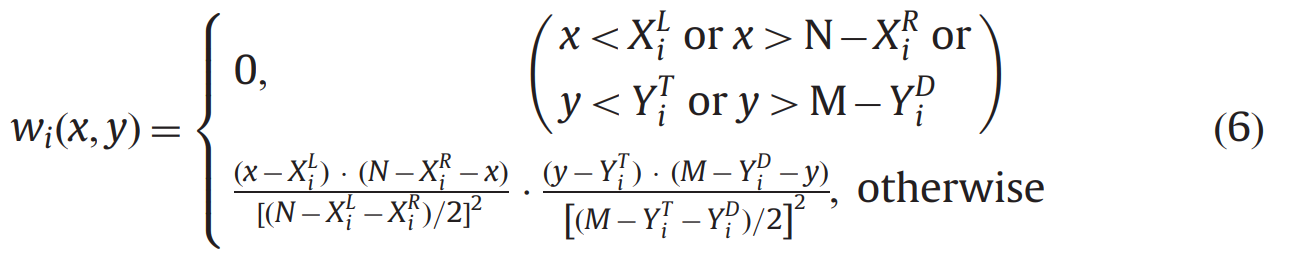 w_i(x, y) = { 0, ( x < X_i^L or x > N − X_i^R or
y < Y_i^T or y > M − Y_i^D )
(x − X_i^L) · (N − X_i^R − x) / [(N − X_i^L − X_i^R)/2]^2 · (y − Y_i^T) · (M − Y_i^D − y) / [(M − Y_i^T − Y_i^D)/2]^2, otherwise
(6)